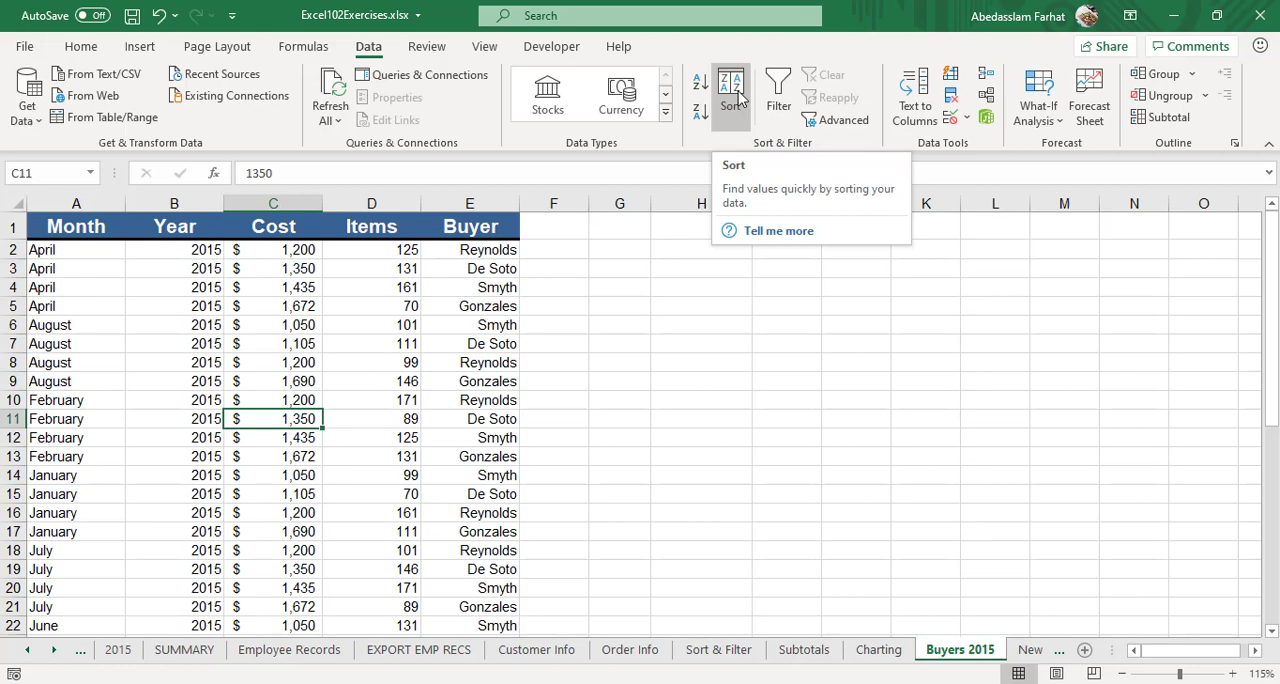 AutoSave Off Excel102Exercises.xlsx Search Abedasslam Farhat
File Home Insert Page Layout Formulas Data Review View Developer Help Share Comments
Get Data
From Text/CSV
From Web
From Table/Range
Recent Sources
Existing Connections
Get & Transform Data
Refresh All
Queries & Connections
Properties
Edit Links
Queries & Connections
Stocks Currency
Data Types
Sort
Filter
Clear
Reapply
Advanced
Sort & Filter
Text to Columns
Data Tools
What-If Analysis
Forecast Sheet
Forecast
Group
Ungroup
Subtotal
Outline
C11 fx 1350
Sort
Find values quickly by sorting your
data.
Tell me more
A B C D E F G H K L M N O
1 Month Year Cost Items Buyer
2 April 2015 $ 1,200 125 Reynolds
3 April 2015 $ 1,350 131 De Soto
4 April 2015 $ 1,435 161 Smyth
5 April 2015 $ 1,672 70 Gonzales
6 August 2015 $ 1,050 101 Smyth
7 August 2015 $ 1,105 111 De Soto
8 August 2015 $ 1,200 99 Reynolds
9 August 2015 $ 1,690 146 Gonzales
10 February 2015 $ 1,200 171 Reynolds
11 February 2015 $ 1,350 89 De Soto
12 February 2015 $ 1,435 125 Smyth
13 February 2015 $ 1,672 131 Gonzales
14 January 2015 $ 1,050 99 Smyth
15 January 2015 $ 1,105 70 De Soto
16 January 2015 $ 1,200 161 Reynolds
17 January 2015 $ 1,690 111 Gonzales
18 July 2015 $ 1,200 101 Reynolds
19 July 2015 $ 1,350 146 De Soto
20 July 2015 $ 1,435 171 Smyth
21 July 2015 $ 1,672 89 Gonzales
22 June 2015 $ 1,050 131 Smyth
... 2015 SUMMARY Employee Records EXPORT EMP RECS Customer Info Order Info Sort & Filter Subtotals Charting Buyers 2015 New ...
115%